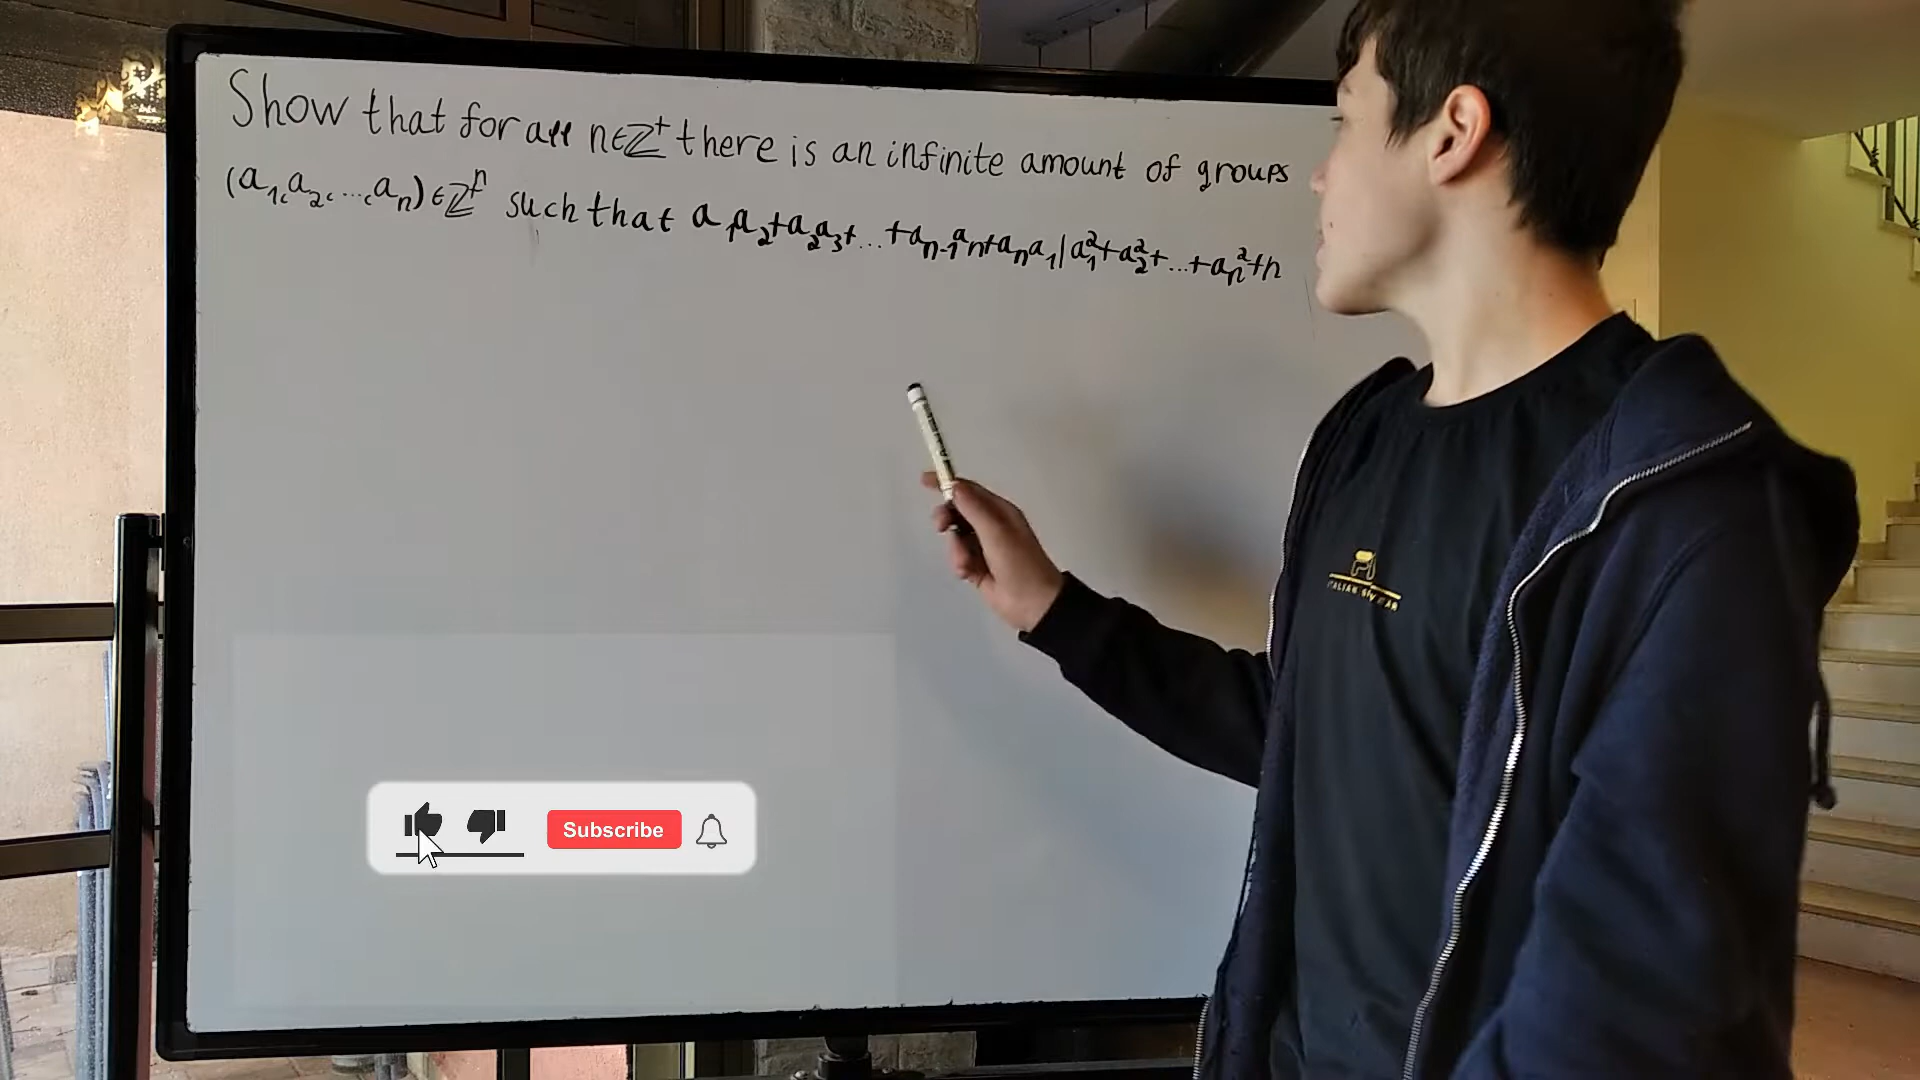 Show that for all n∈ℤ⁺ there is an infinite amount of groups
(a₁, a₂, ..., aₙ)∈ℤⁿ such that a₁a₂+a₂a₃+...+aₙ₋₁aₙ+aₙa₁|a₁²+a₂²+...+aₙ²+n
Subscribe